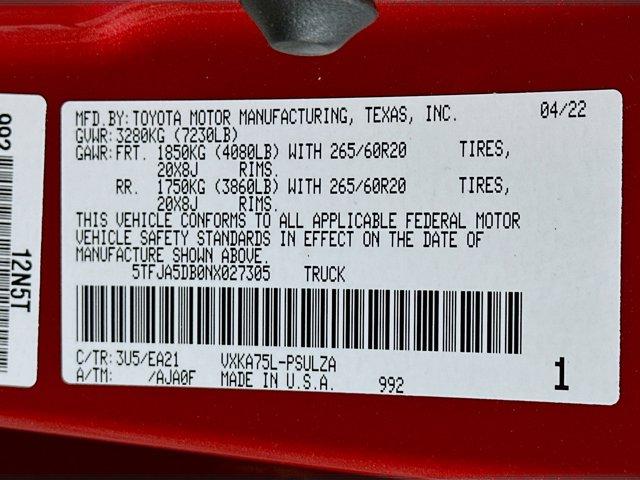 MFD.BY: TOYOTA MOTOR MANUFACTURING, TEXAS, INC. 04/22
GVWR: 3280KG (7230LB)
GAWR: FRT. 1850KG (4080LB) WITH 265/60R20 TIRES,
20X8J RIMS.
RR. 1750KG (3860LB) WITH 265/60R20 TIRES,
20X8J RIMS.
THIS VEHICLE CONFORMS TO ALL APPLICABLE FEDERAL MOTOR
VEHICLE SAFETY STANDARDS IN EFFECT ON THE DATE OF
MANUFACTURE SHOWN ABOVE.
5TFJA5DB0NX027305 TRUCK
C/TR: 3U5/EA21 VXKA75L-PSULZA
A/TM: /AJA0F MADE IN U.S.A. 992 1
992
12N5T